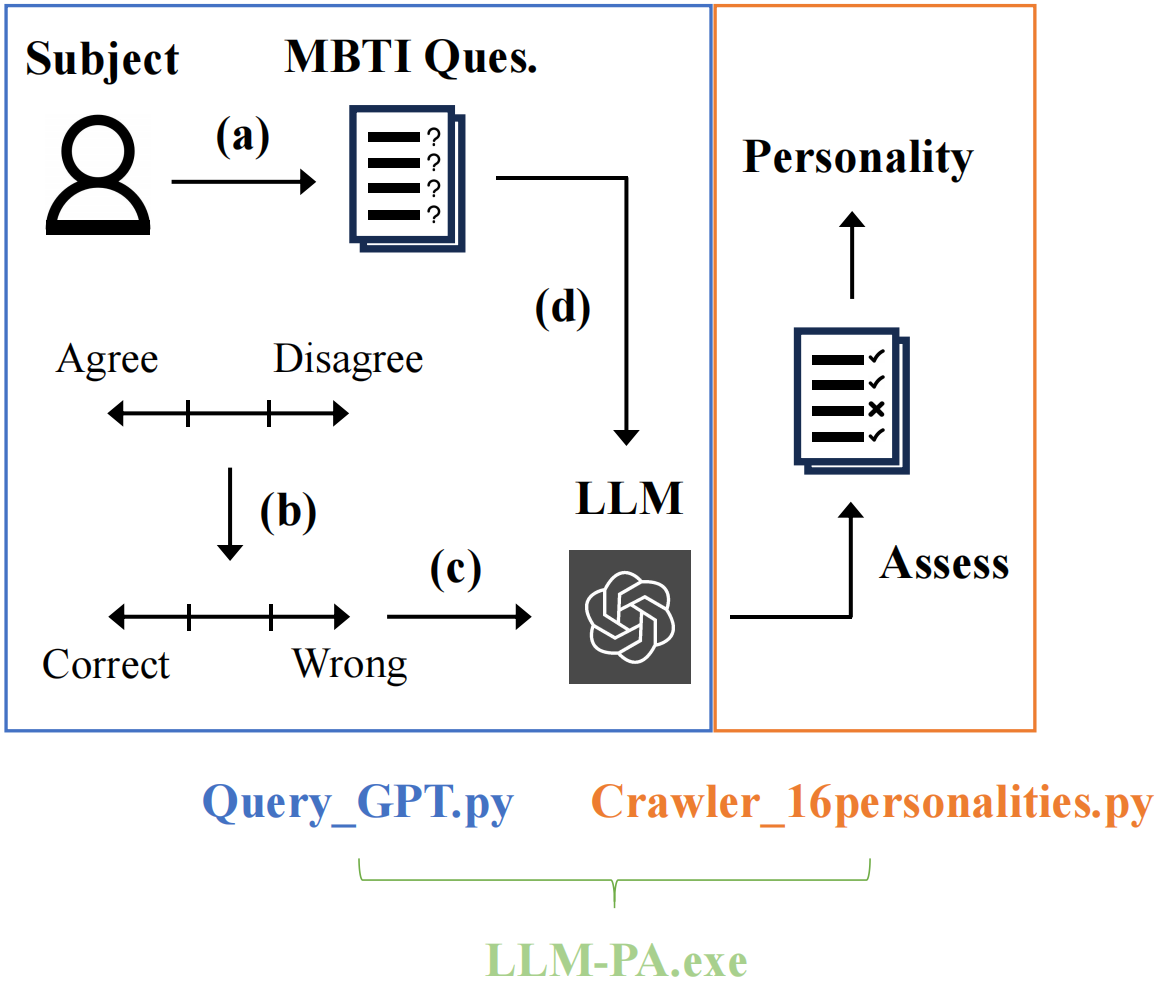 Subject
MBTI Ques.
(a)
?
?
?
?
Personality
(d)
Agree
Disagree
(b)
LLM
(c)
Assess
Correct
Wrong
Query_GPT.py
Crawler_16personalities.py
LLM-PA.exe